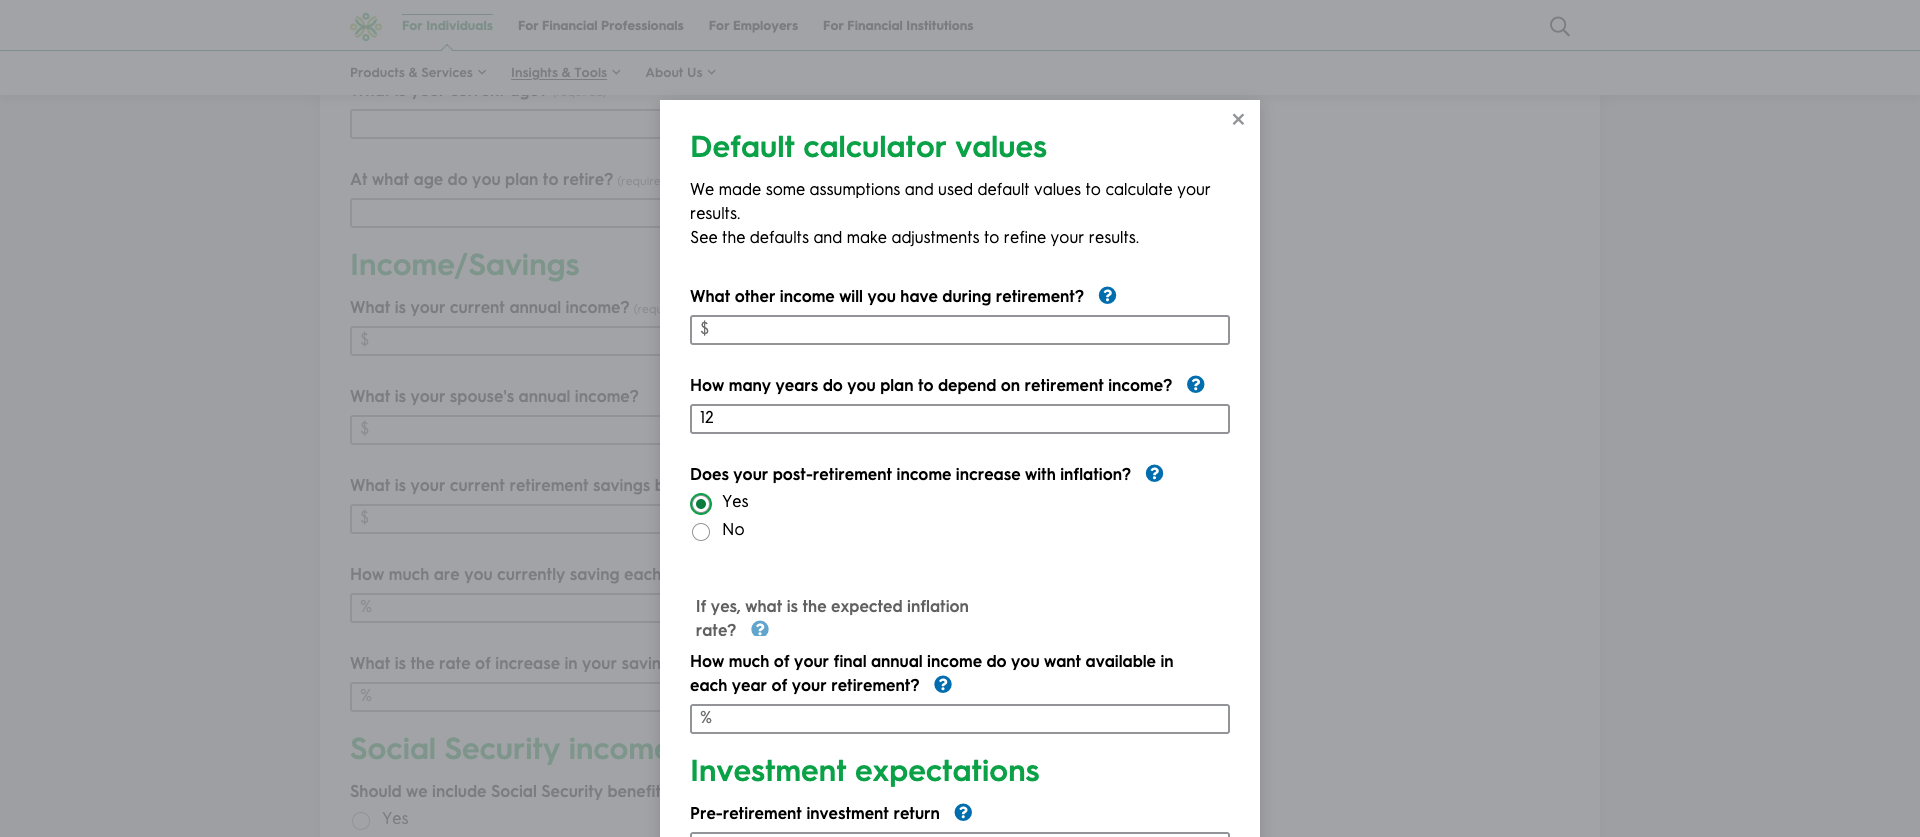 For Individuals
For Financial Professionals
For Employers
For Financial Institutions
Products & Services
Insights & Tools
About Us
At what age do you plan to retire? (require
Income/Savings
What is your current annual income? (requ
$
What is your spouse's annual income?
$
What is your current retirement savings b
$
How much are you currently saving each
%
What is the rate of increase in your savin
%
Social Security income
Should we include Social Security benefit
Yes
×
Default calculator values
We made some assumptions and used default values to calculate your
results.
See the defaults and make adjustments to refine your results.
What other income will you have during retirement? ?
$
How many years do you plan to depend on retirement income? ?
12
Does your post-retirement income increase with inflation? ?
Yes
No
If yes, what is the expected inflation
rate? ?
How much of your final annual income do you want available in
each year of your retirement? ?
%
Investment expectations
Pre-retirement investment return ?